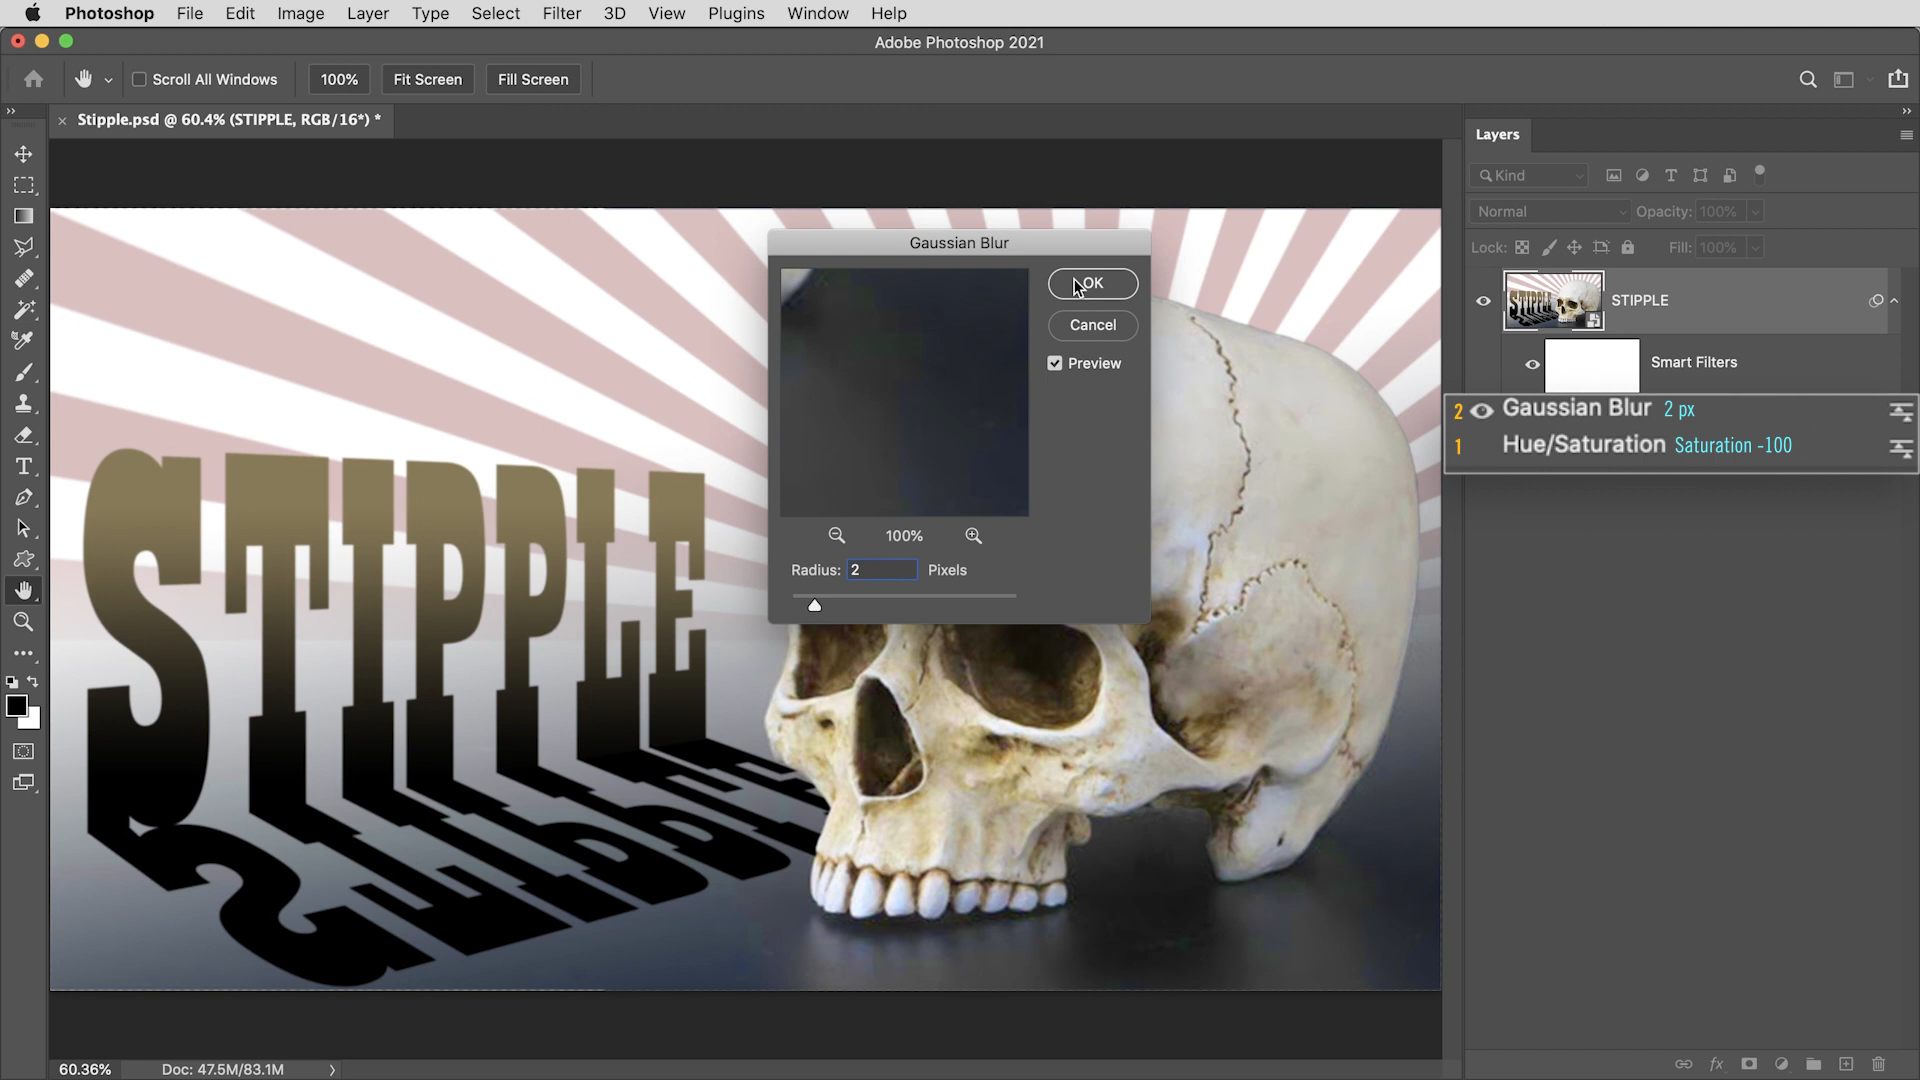 Photoshop File Edit Image Layer Type Select Filter 3D View Plugins Window Help
Adobe Photoshop 2021
Scroll All Windows 100% Fit Screen Fill Screen
Stipple.psd @ 60.4% (STIPPLE, RGB/16*) *
Layers
Kind
Normal Opacity: 100%
Lock: Fill: 100%
STIPPLE
Smart Filters
2 Gaussian Blur 2 px
1 Hue/Saturation Saturation -100
Gaussian Blur
OK
Cancel
Preview
100%
Radius: 2 Pixels
STIPPLE
60.36% Doc: 47.5M/83.1M